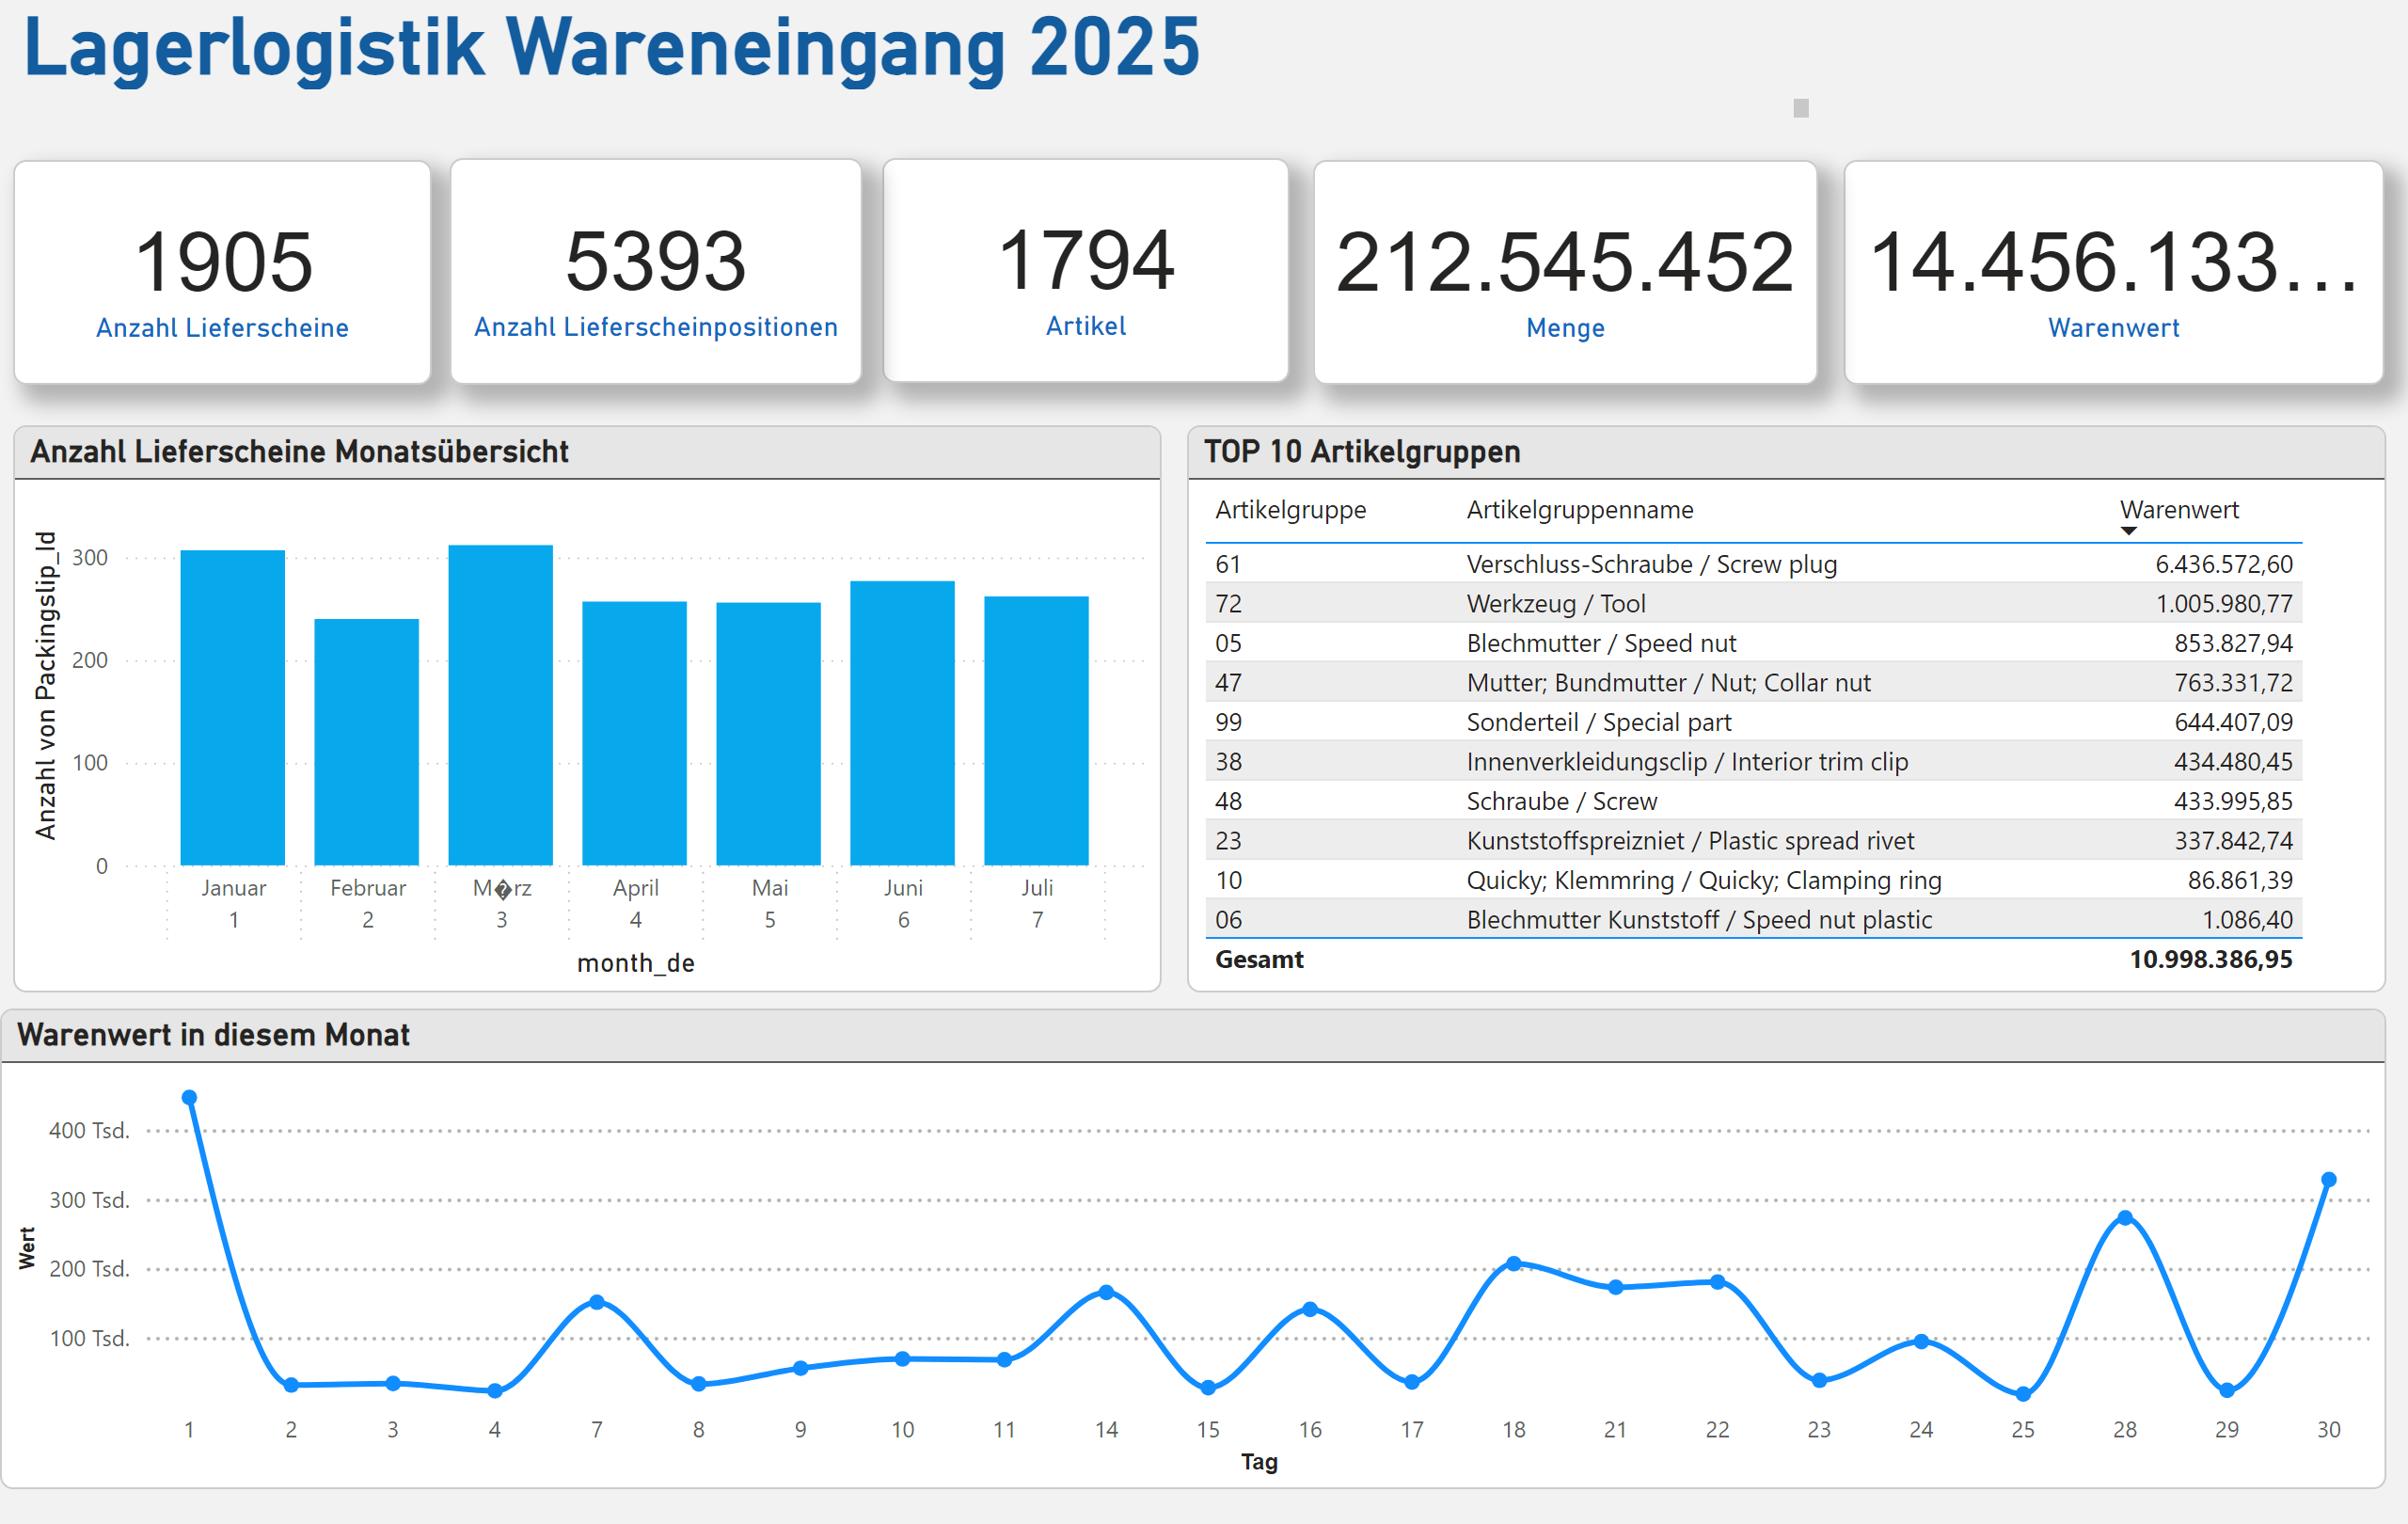 Lagerlogistik Wareneingang 2025
1905
Anzahl Lieferscheine
5393
Anzahl Lieferscheinpositionen
1794
Artikel
212.545.452
Menge
14.456.133...
Warenwert
Anzahl Lieferscheine Monatsübersicht
Anzahl von Packingslip_Id
300
200
100
0
Januar Februar M�rz April Mai Juni Juli
1 2 3 4 5 6 7
month_de
TOP 10 Artikelgruppen
Artikelgruppe Artikelgruppenname Warenwert
61 Verschluss-Schraube / Screw plug 6.436.572,60
72 Werkzeug / Tool 1.005.980,77
05 Blechmutter / Speed nut 853.827,94
47 Mutter; Bundmutter / Nut; Collar nut 763.331,72
99 Sonderteil / Special part 644.407,09
38 Innenverkleidungsclip / Interior trim clip 434.480,45
48 Schraube / Screw 433.995,85
23 Kunststoffspreizniet / Plastic spread rivet 337.842,74
10 Quicky; Klemmring / Quicky; Clamping ring 86.861,39
06 Blechmutter Kunststoff / Speed nut plastic 1.086,40
Gesamt 10.998.386,95
Warenwert in diesem Monat
Wert
400 Tsd.
300 Tsd.
200 Tsd.
100 Tsd.
1 2 3 4 7 8 9 10 11 14 15 16 17 18 21 22 23 24 25 28 29 30
Tag